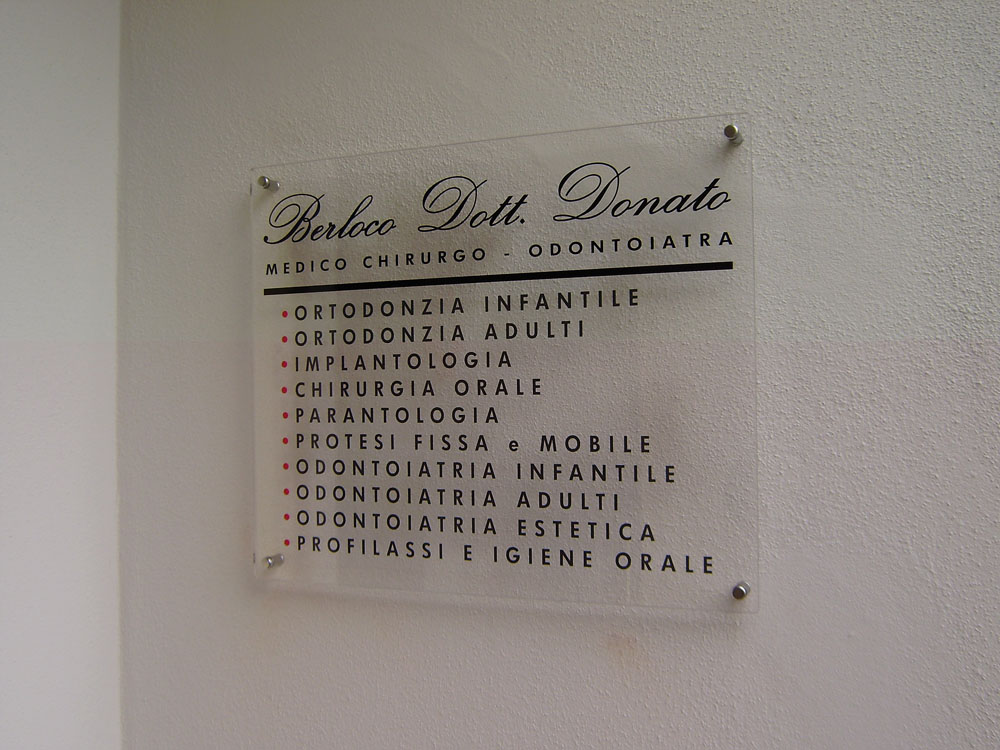 Berloco Dott. Donato
MEDICO CHIRURGO - ODONTOIATRA
• ORTODONZIA INFANTILE
• ORTODONZIA ADULTI
• IMPLANTOLOGIA
• CHIRURGIA ORALE
• PARANTOLOGIA
• PROTESI FISSA e MOBILE
• ODONTOIATRIA INFANTILE
• ODONTOIATRIA ADULTI
• ODONTOIATRIA ESTETICA
• PROFILASSI E IGIENE ORALE